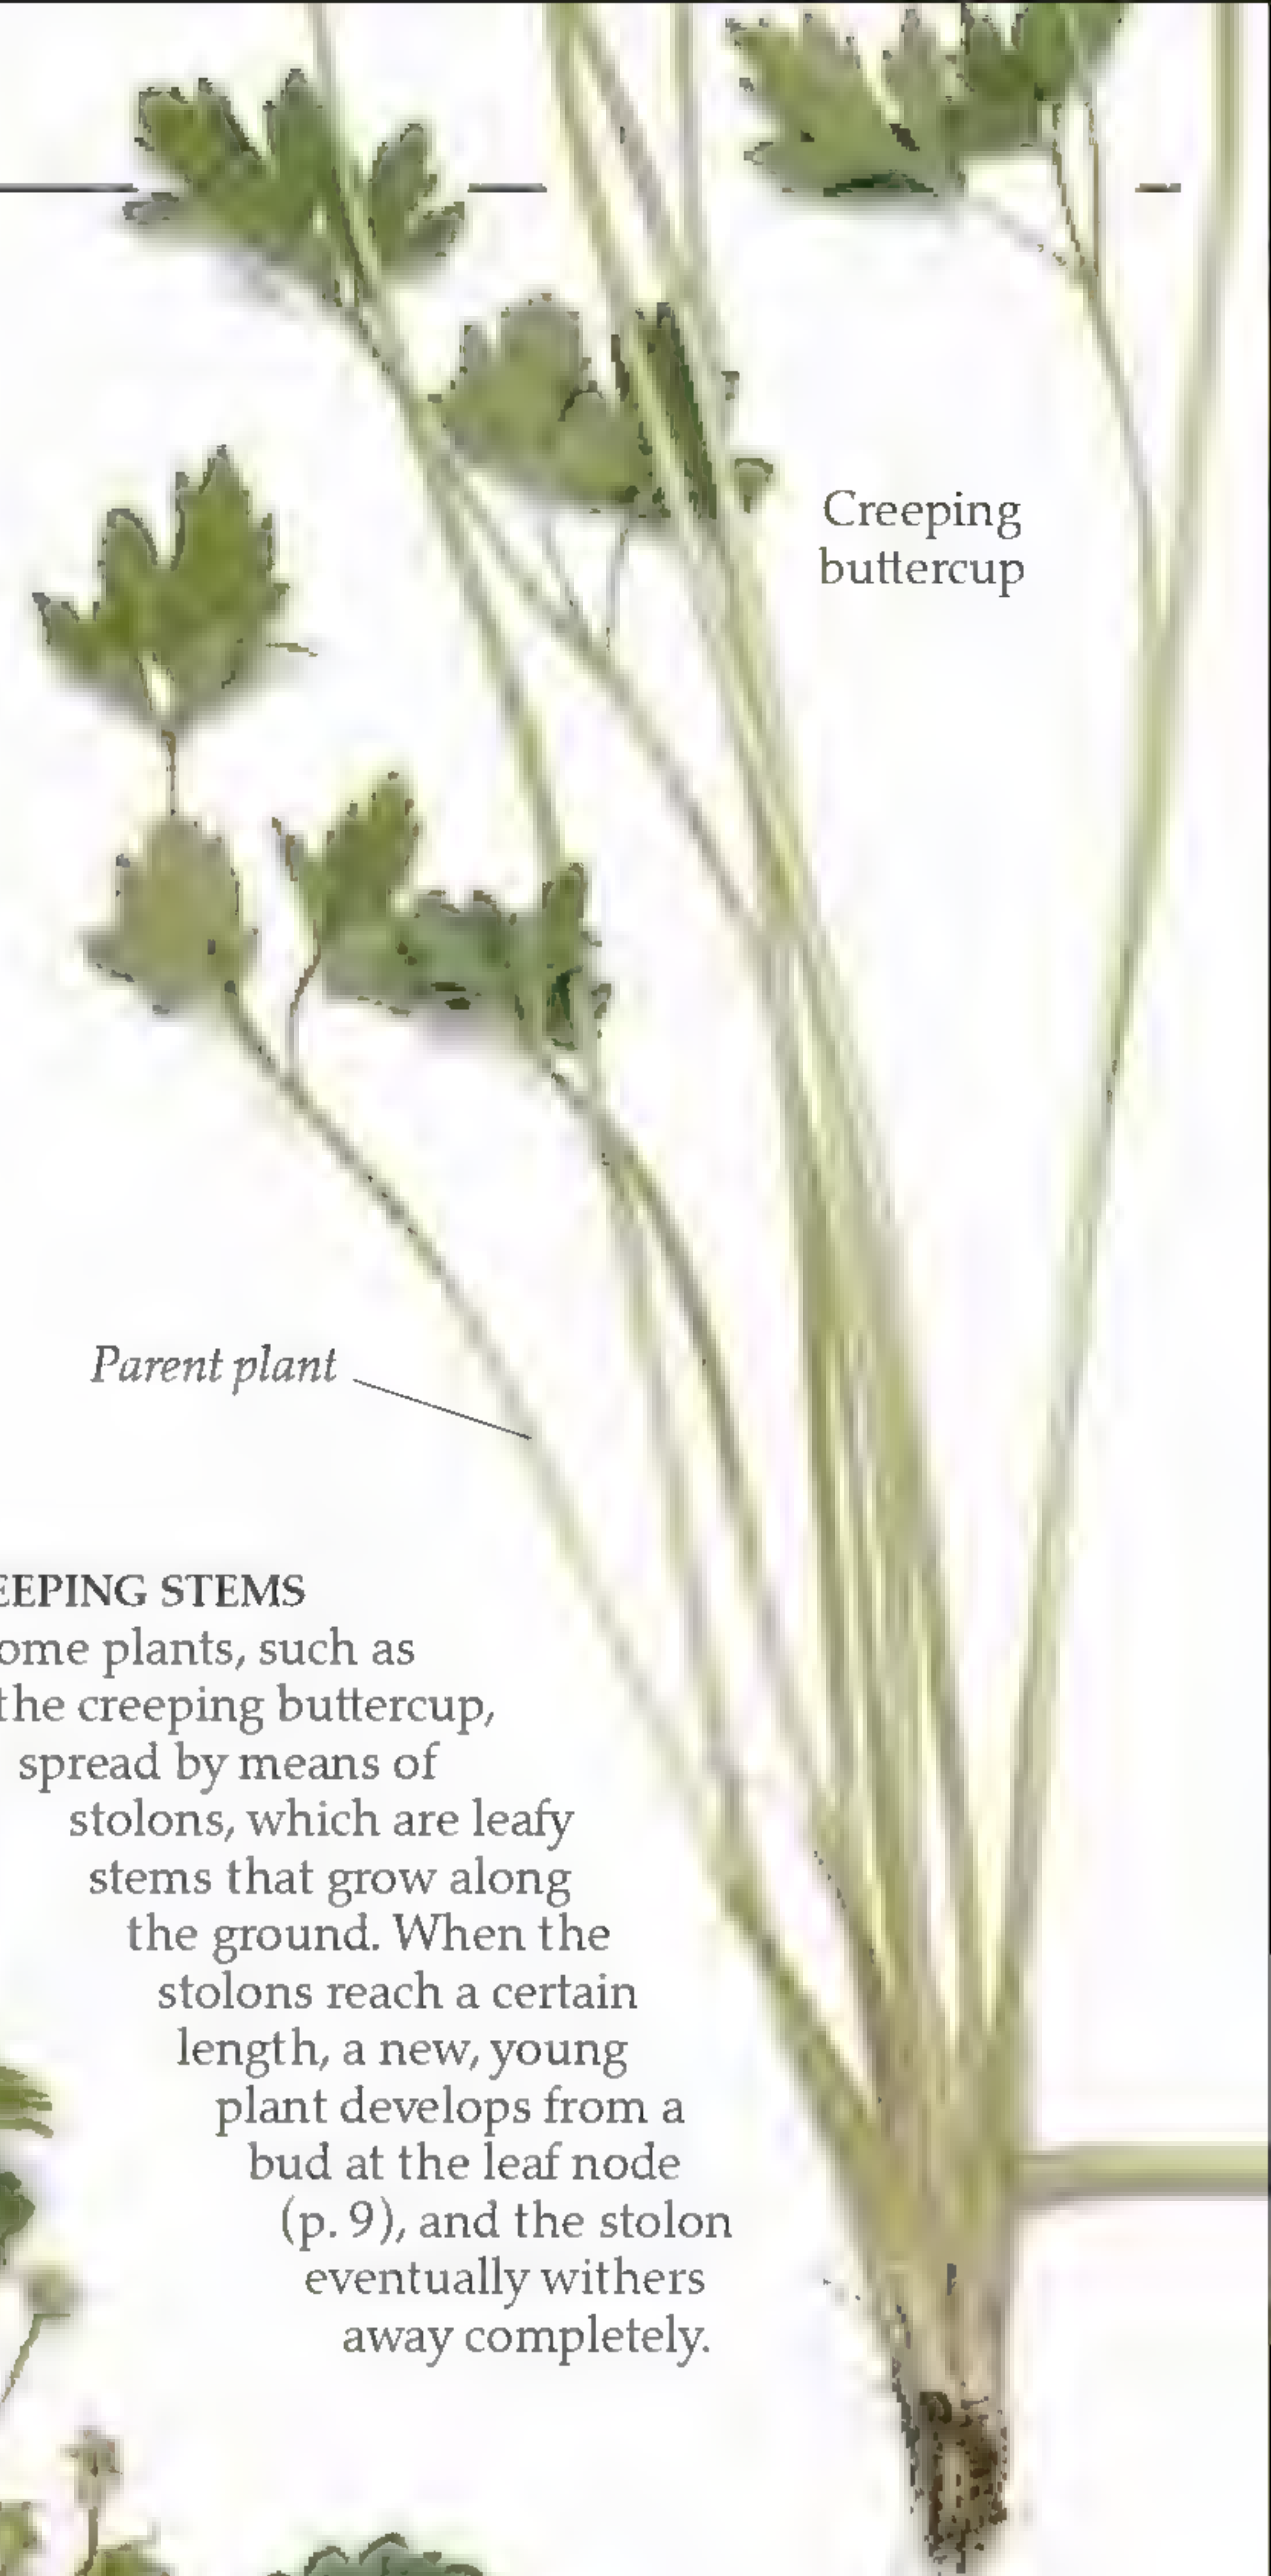 Creeping
buttercup
Parent plant
EEPING STEMS
ome plants, such as
the creeping buttercup,
spread by means of
stolons, which are leafy
stems that grow along
the ground. When the
stolons reach a certain
length, a new, young
plant develops from a
bud at the leaf node
(p. 9), and the stolon
eventually withers
away completely.